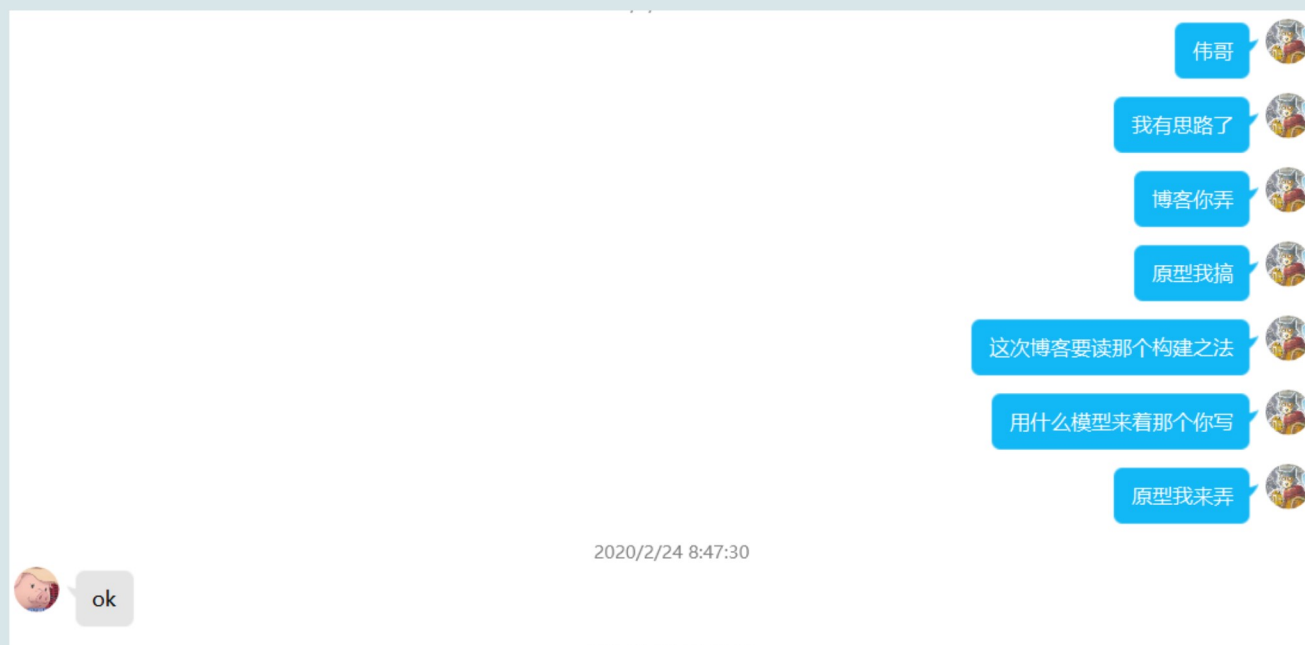 伟哥
我有思路了
博客你弄
原型我搞
这次博客要读那个构建之法
用什么模型来着那个你写
原型我来弄
2020/2/24 8:47:30
ok